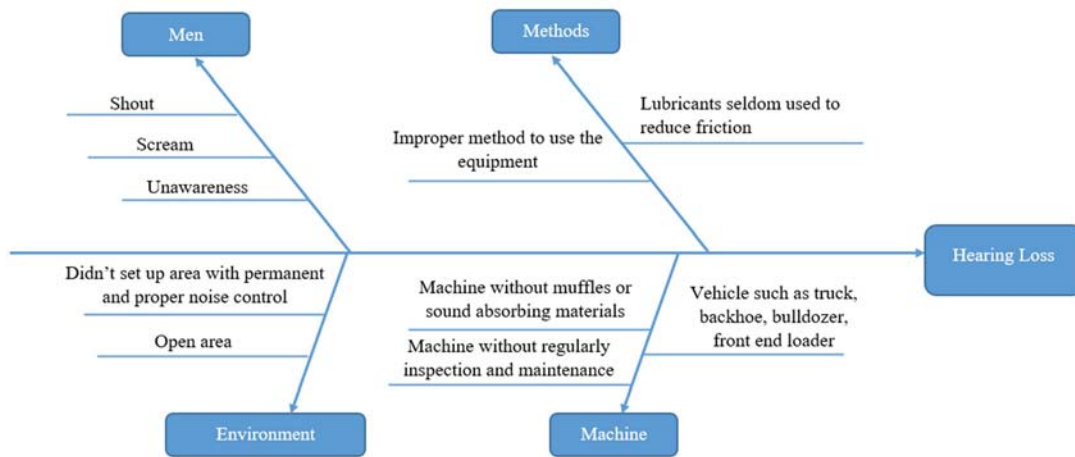 Men
Methods
Shout
Scream
Unawareness
Improper method to use the
equipment
Lubricants seldom used to
reduce friction
Hearing Loss
Didn't set up area with permanent
and proper noise control
Open area
Machine without muffles or
sound absorbing materials
Machine without regularly
inspection and maintenance
Vehicle such as truck,
backhoe, bulldozer,
front end loader
Environment
Machine